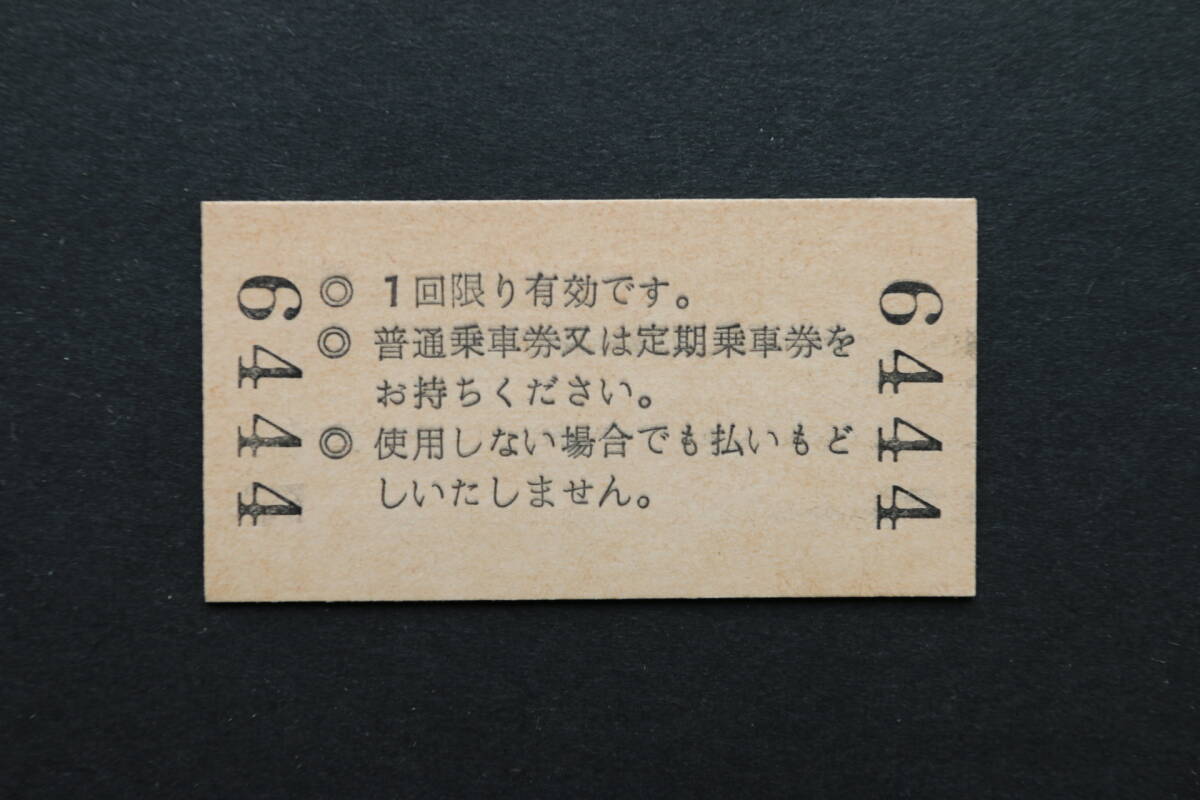 6444
◎ 1回限り有効です。
◎ 普通乗車券又は定期乗車券を
お持ちください。
◎ 使用しない場合でも払いもど
しいたしません。
6444